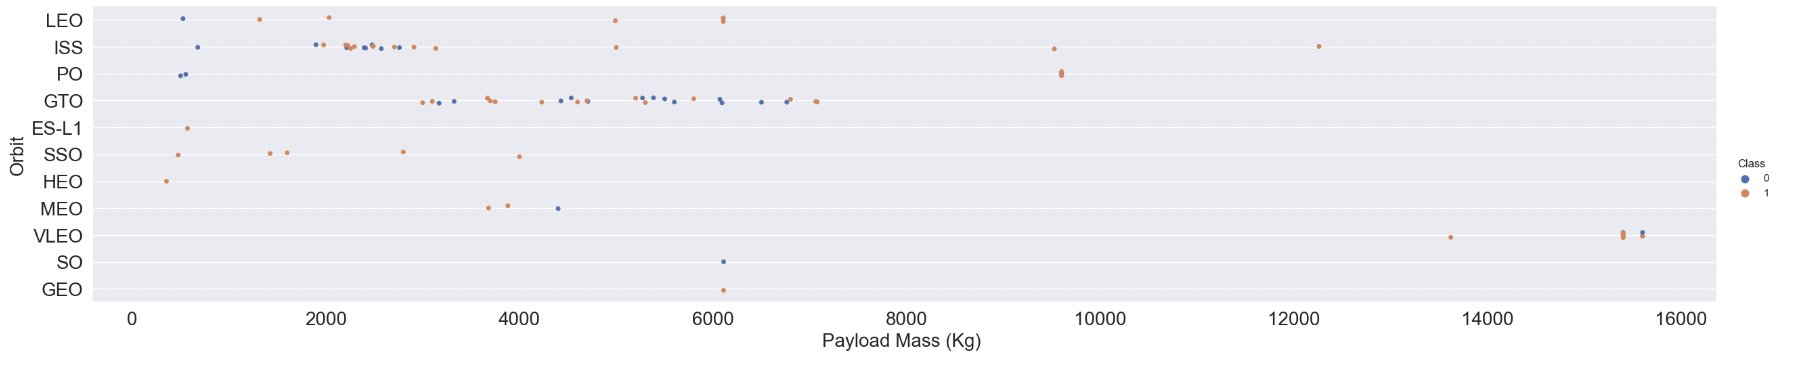 LEO
ISS
PO
GTO
ES-L1
SSO
HEO
MEO
VLEO
SO
GEO
Orbit
0 2000 4000 6000 8000 10000 12000 14000 16000
Payload Mass (Kg)
Class
0
1